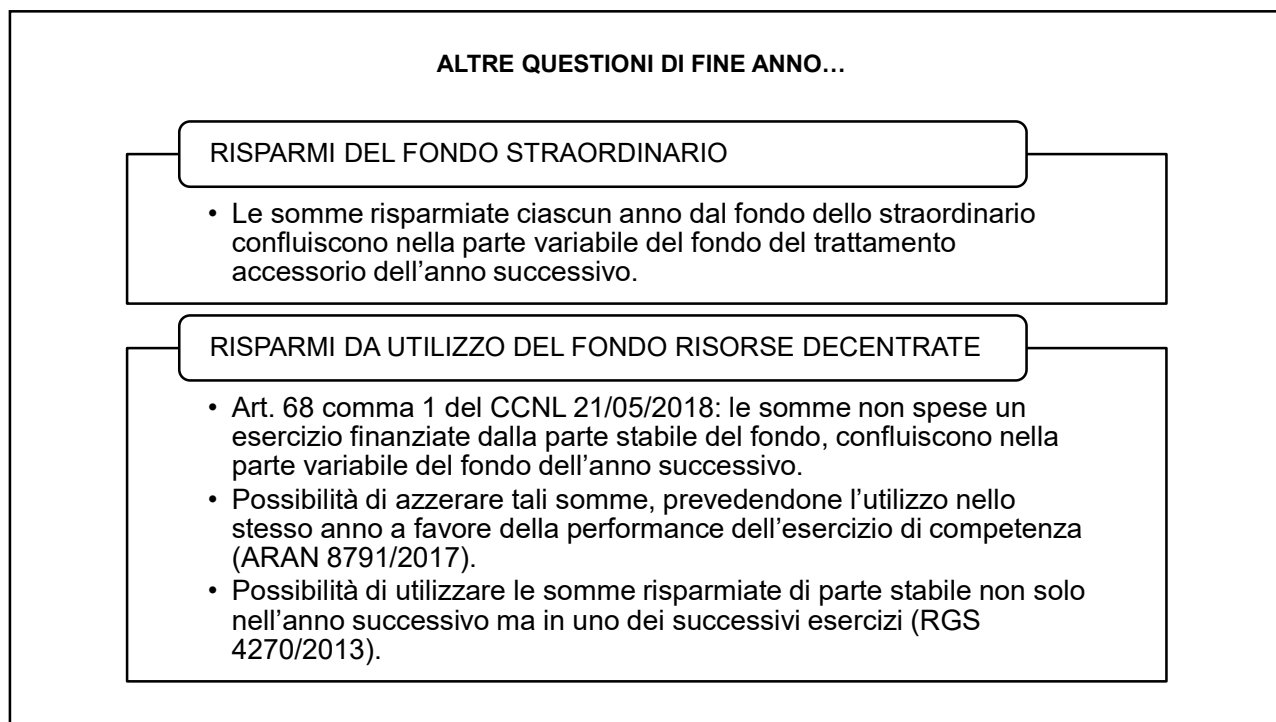 ALTRE QUESTIONI DI FINE ANNO…
RISPARMI DEL FONDO STRAORDINARIO
• Le somme risparmiate ciascun anno dal fondo dello straordinario
confluiscono nella parte variabile del fondo del trattamento
accessorio dell’anno successivo.
RISPARMI DA UTILIZZO DEL FONDO RISORSE DECENTRATE
• Art. 68 comma 1 del CCNL 21/05/2018: le somme non spese un
esercizio finanziate dalla parte stabile del fondo, confluiscono nella
parte variabile del fondo dell’anno successivo.
• Possibilità di azzerare tali somme, prevedendone l’utilizzo nello
stesso anno a favore della performance dell’esercizio di competenza
(ARAN 8791/2017).
• Possibilità di utilizzare le somme risparmiate di parte stabile non solo
nell’anno successivo ma in uno dei successivi esercizi (RGS
4270/2013).